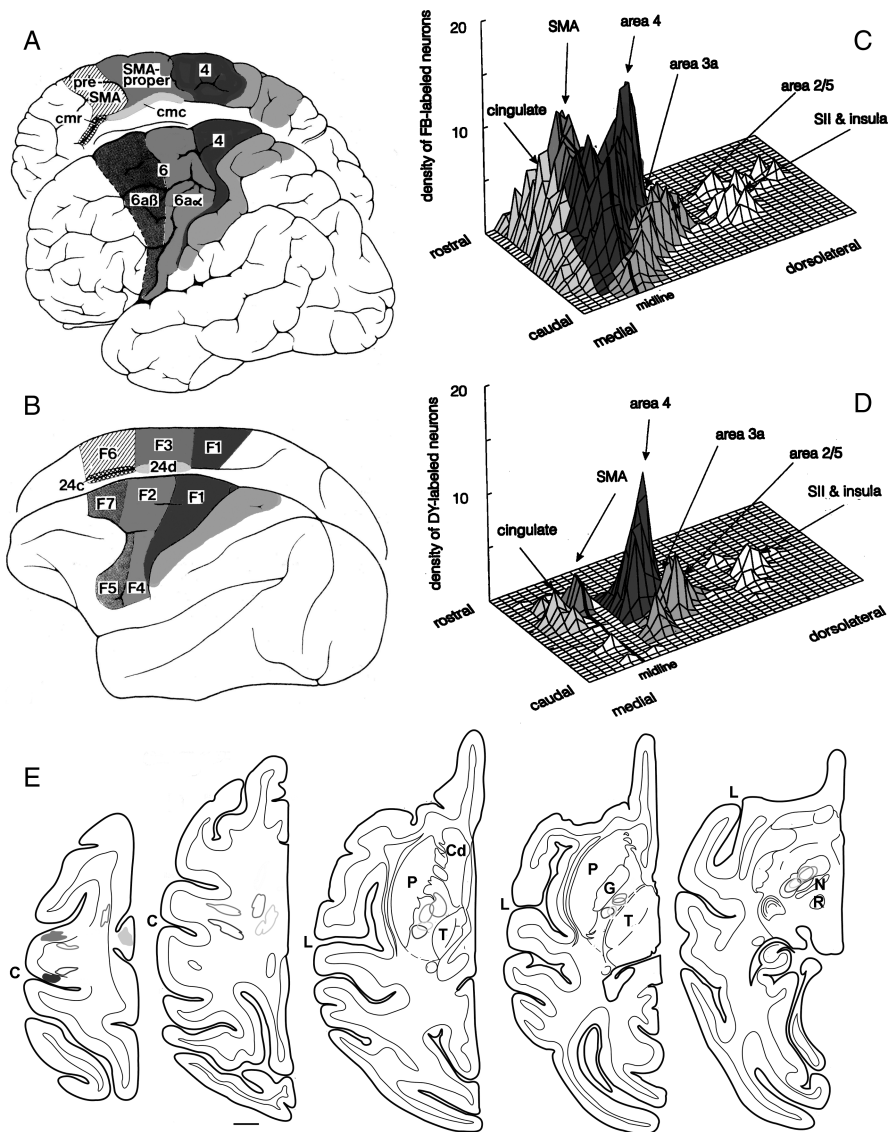 A
pre-
SMA
SMA-
proper
4
cmr
cmc
4
6
6aß
6aα
C
20
10
density of FB-labeled neurons
SMA
area 4
area 3a
area 2/5
SII & insula
cingulate
rostral
caudal
medial
midline
dorsolateral
B
F6
F3
F1
24d
24c
F7
F2
F1
F5
F4
D
20
10
density of DY-labeled neurons
area 4
area 3a
area 2/5
SMA
SII & insula
cingulate
rostral
caudal
medial
midline
dorsolateral
E
C
C
L
P
Cd
T
L
P
G
T
L
N
R